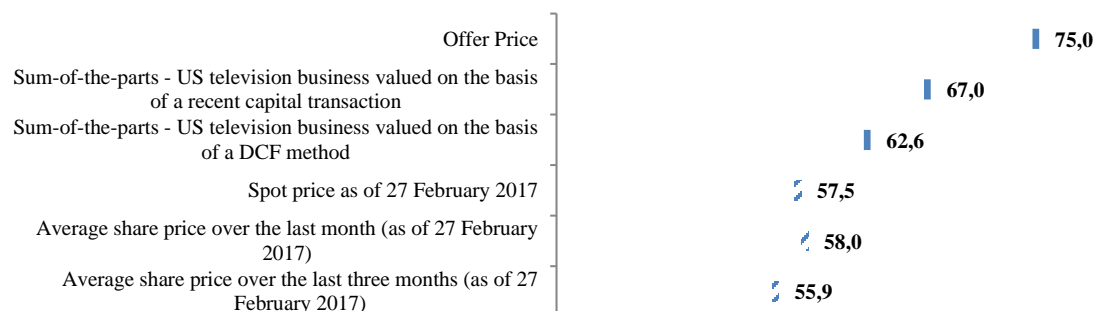 Offer Price
75,0
Sum-of-the-parts - US television business valued on the basis
of a recent capital transaction
67,0
Sum-of-the-parts - US television business valued on the basis
of a DCF method
62,6
Spot price as of 27 February 2017
57,5
Average share price over the last month (as of 27 February
2017)
58,0
Average share price over the last three months (as of 27
February 2017)
55,9